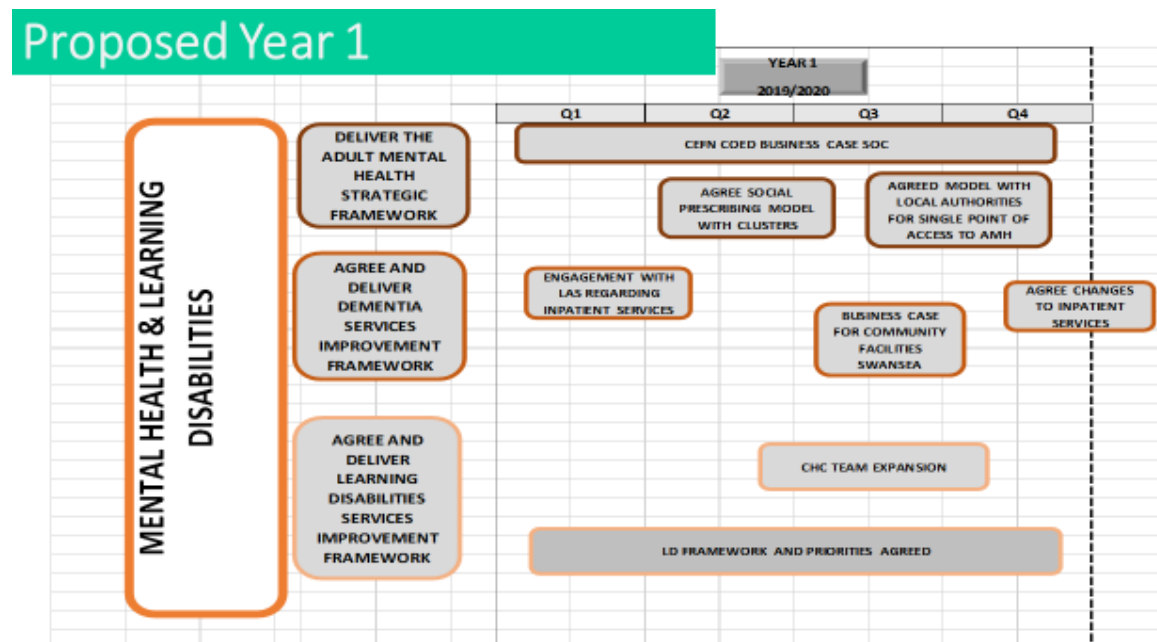 Proposed Year 1
YEAR 1
2019/2020
Q1
Q2
Q3
Q4
MENTAL HEALTH & LEARNING
DISABILITIES
DELIVER THE
ADULT MENTAL
HEALTH
STRATEGIC
FRAMEWORK
CEFN COED BUSINESS CASE SOC
AGREE SOCIAL
PRESCRIBING MODEL
WITH CLUSTERS
AGREED MODEL WITH
LOCAL AUTHORITIES
FOR SINGLE POINT OF
ACCESS TO AMH
AGREE AND
DELIVER
DEMENTIA
SERVICES
IMPROVEMENT
FRAMEWORK
ENGAGEMENT WITH
LAS REGARDING
INPATIENT SERVICES
BUSINESS CASE
FOR COMMUNITY
FACILITIES
SWANSEA
AGREE CHANGES
TO INPATIENT
SERVICES
AGREE AND
DELIVER
LEARNING
DISABILITIES
SERVICES
IMPROVEMENT
FRAMEWORK
CHC TEAM EXPANSION
LD FRAMEWORK AND PRIORITIES AGREED